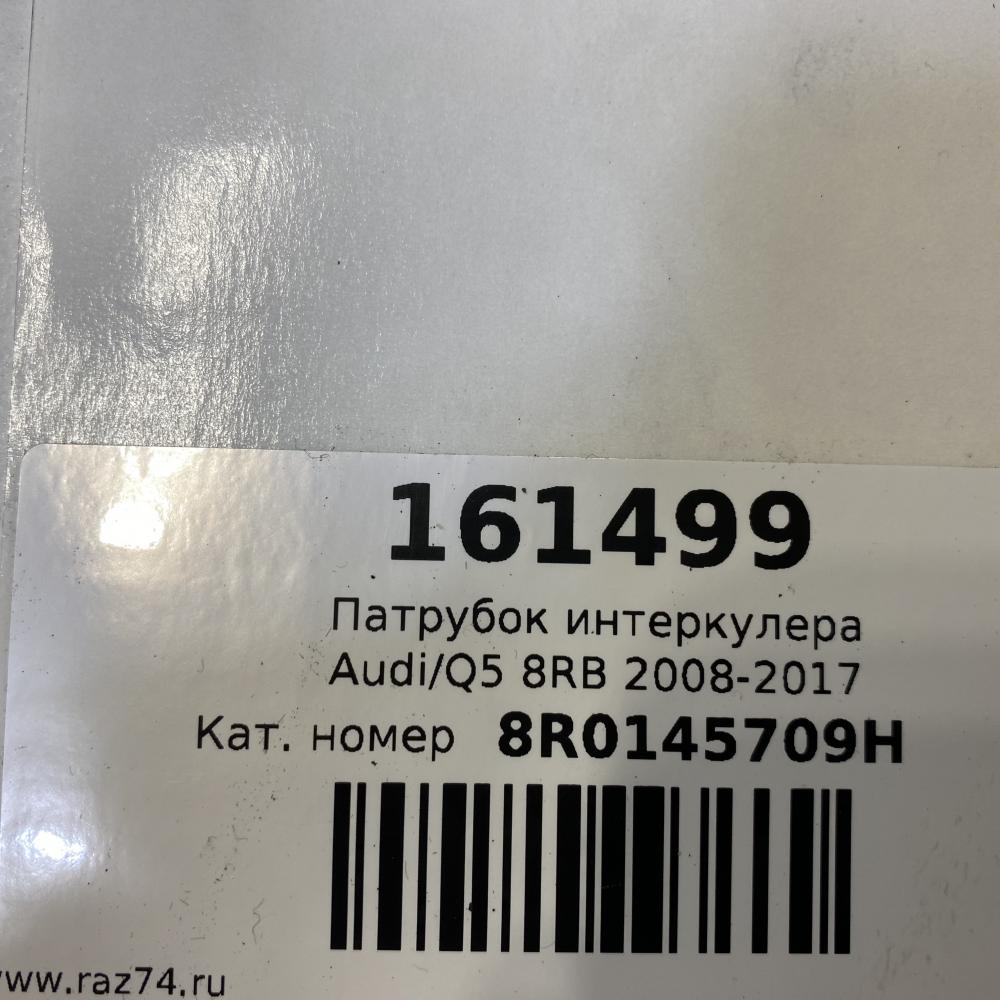 161499
Патрубок интеркулера
Audi/Q5 8RB 2008-2017
Кат. номер 8R0145709H
www.raz74.ru